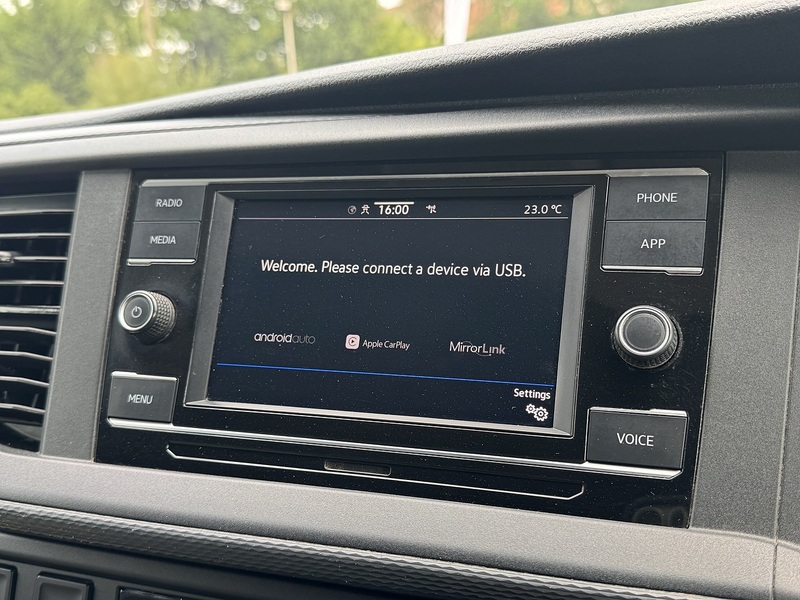 RADIO
MEDIA
MENU
16:00
23.0 °C
Welcome. Please connect a device via USB.
androidauto
Apple CarPlay
MirrorLink
Settings
PHONE
APP
VOICE